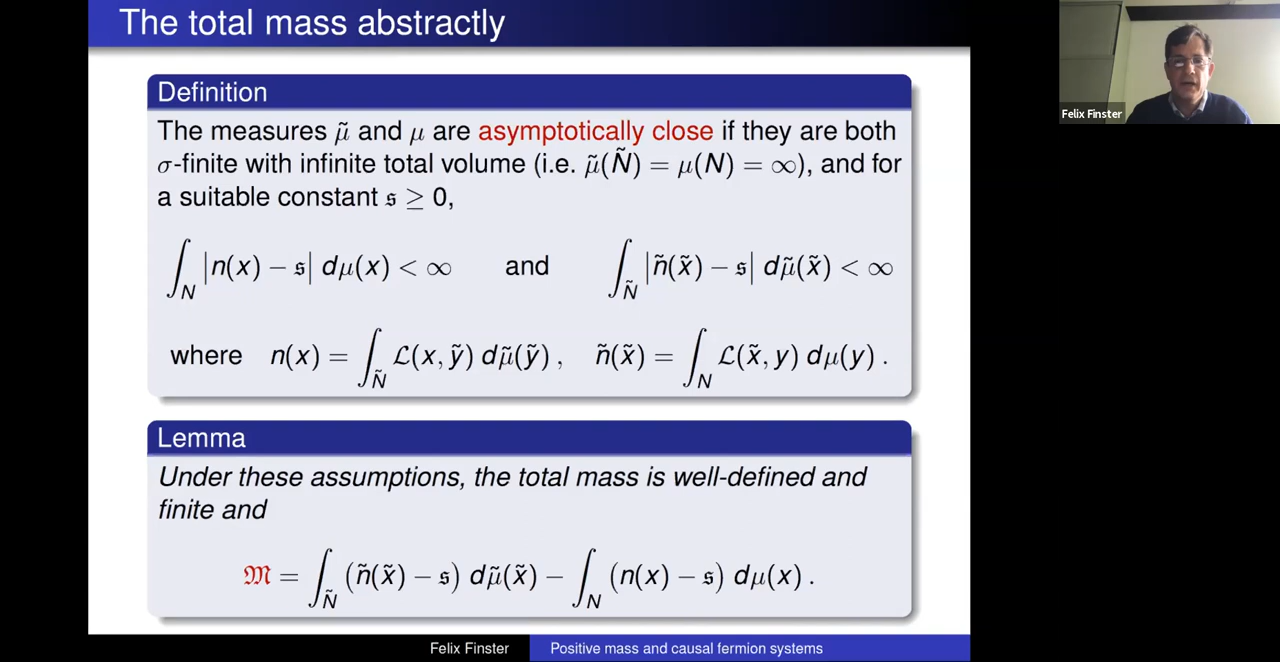 The total mass abstractly
Definition
The measures μ̃ and μ are asymptotically close if they are both
σ-finite with infinite total volume (i.e. μ̃(Ñ) = μ(N) = ∞), and for
a suitable constant 𝔰 ≥ 0,
∫_N |n(x) − 𝔰| dμ(x) < ∞ and ∫_Ñ |ñ(x̃) − 𝔰| dμ̃(x̃) < ∞
where n(x) = ∫_Ñ ℒ(x, ỹ) dμ̃(ỹ) , ñ(x̃) = ∫_N ℒ(x̃, y) dμ(y) .
Lemma
Under these assumptions, the total mass is well-defined and
finite and
𝔐 = ∫_Ñ (ñ(x̃) − 𝔰) dμ̃(x̃) − ∫_N (n(x) − 𝔰) dμ(x) .
Felix Finster Positive mass and causal fermion systems
Felix Finster